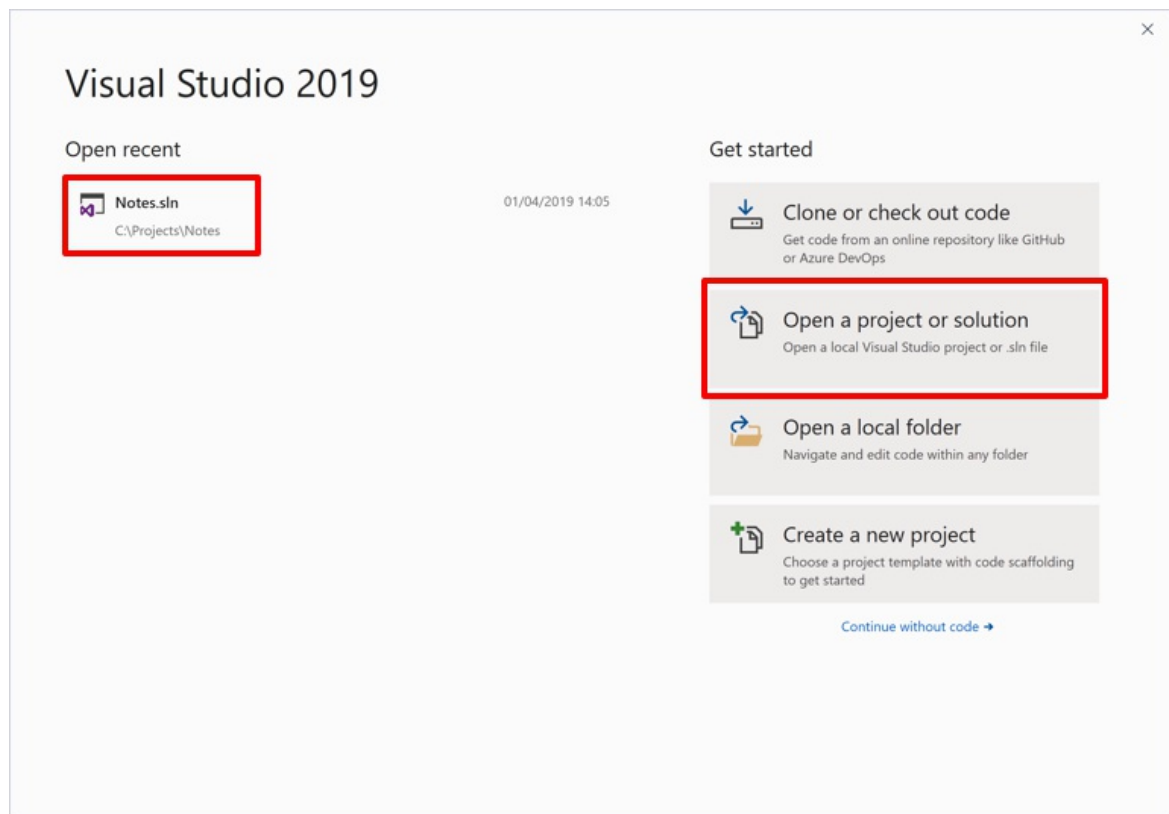 Visual Studio 2019
Open recent
Notes.sln
C:\Projects\Notes
01/04/2019 14:05
Get started
Clone or check out code
Get code from an online repository like GitHub
or Azure DevOps
Open a project or solution
Open a local Visual Studio project or .sln file
Open a local folder
Navigate and edit code within any folder
Create a new project
Choose a project template with code scaffolding
to get started
Continue without code →